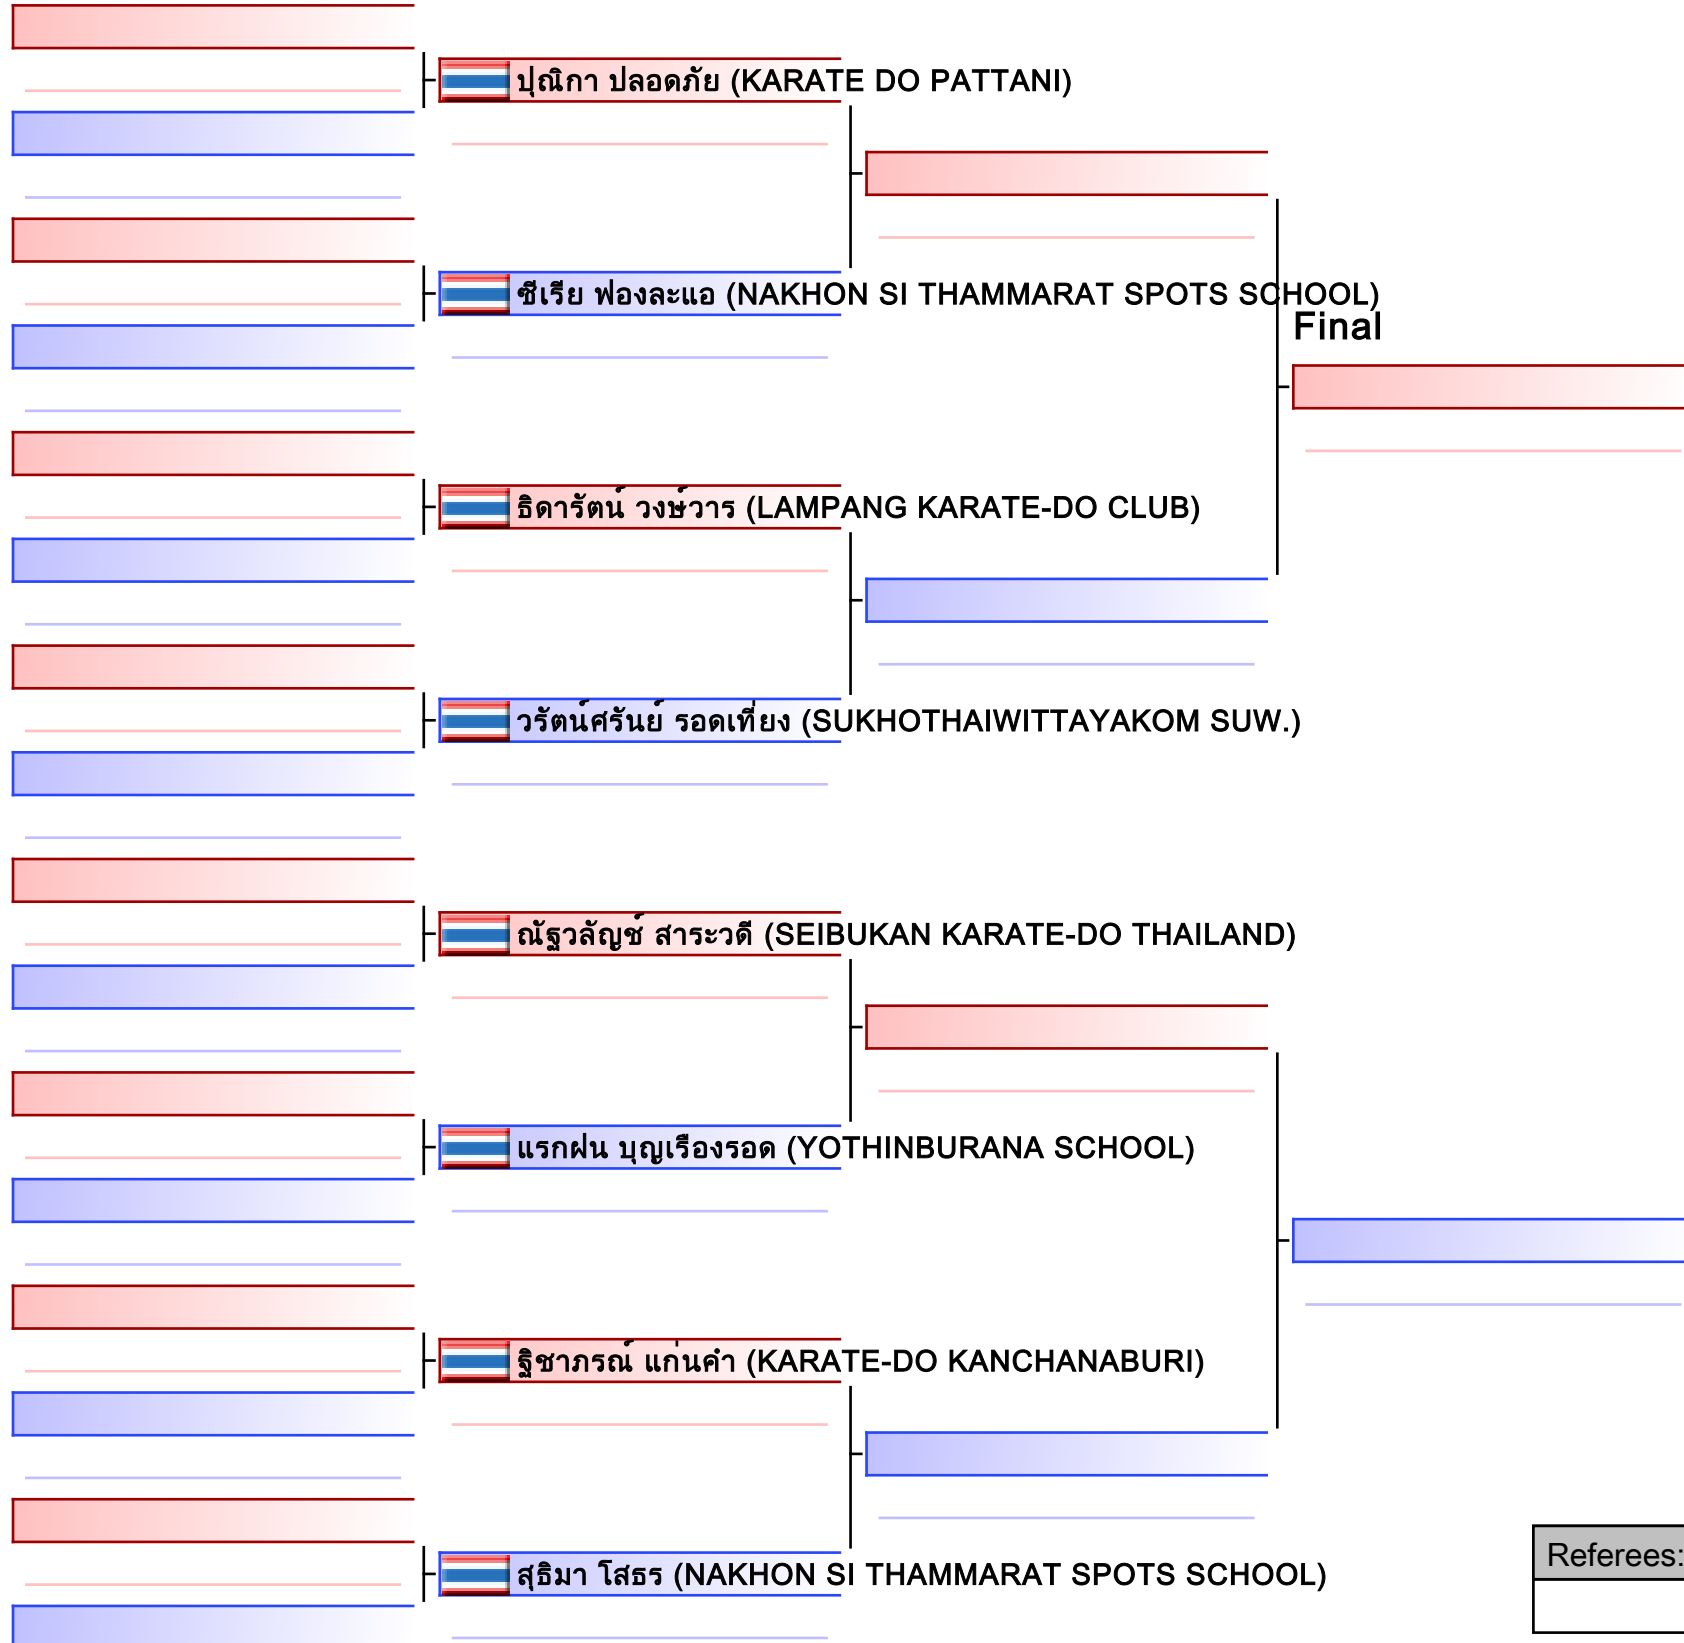 ปุณิกา ปลอดภัย (KARATE DO PATTANI)
ซีเรีย ฟองละแอ (NAKHON SI THAMMARAT SPOTS SCHOOL)
Final
ธิดารัตน์ วงษ์วาร (LAMPANG KARATE-DO CLUB)
วรัตน์ศรันย์ รอดเที่ยง (SUKHOTHAIWITTAYAKOM SUW.)
ณัฐวลัญช์ สาระวดี (SEIBUKAN KARATE-DO THAILAND)
แรกฝน บุญเรืองรอด (YOTHINBURANA SCHOOL)
ฐิชาภรณ์ แก่นคำ (KARATE-DO KANCHANABURI)
สุธิมา โสธร (NAKHON SI THAMMARAT SPOTS SCHOOL)
Referees: